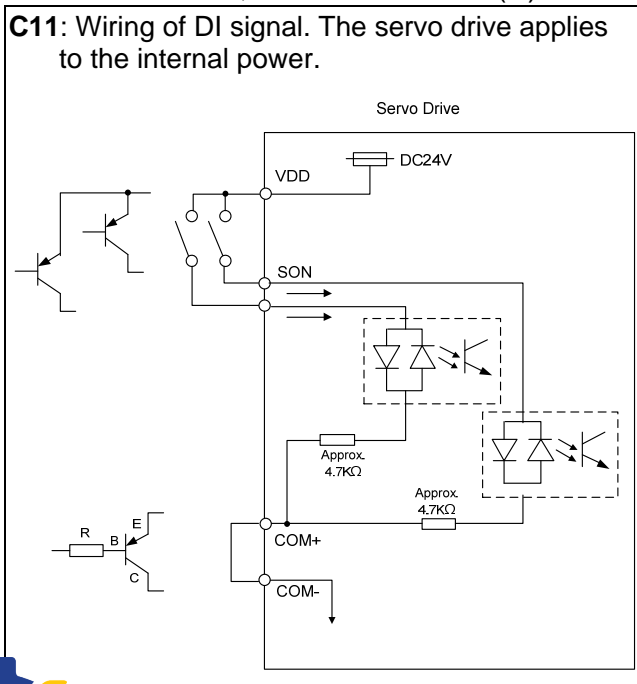 C11: Wiring of DI signal. The servo drive applies
to the internal power.
Servo Drive
DC24V
VDD
SON
Approx.
4.7KΩ
Approx.
4.7KΩ
R
B
E
C
COM+
COM-